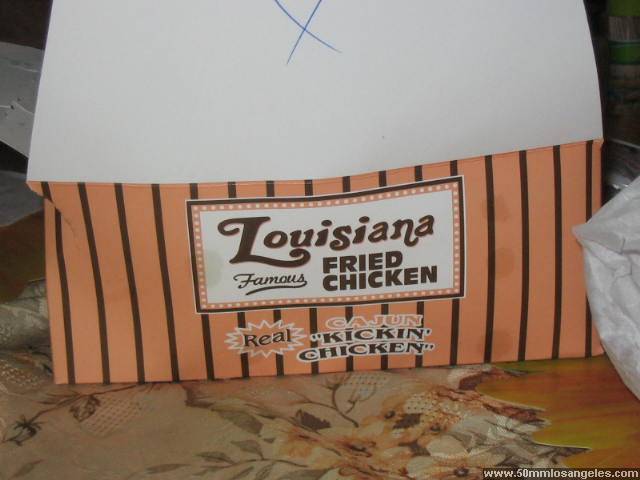 Louisiana
Famous FRIED
CHICKEN
Real CAJUN
"KICKIN'
CHICKEN"
www.50mmlosangeles.com